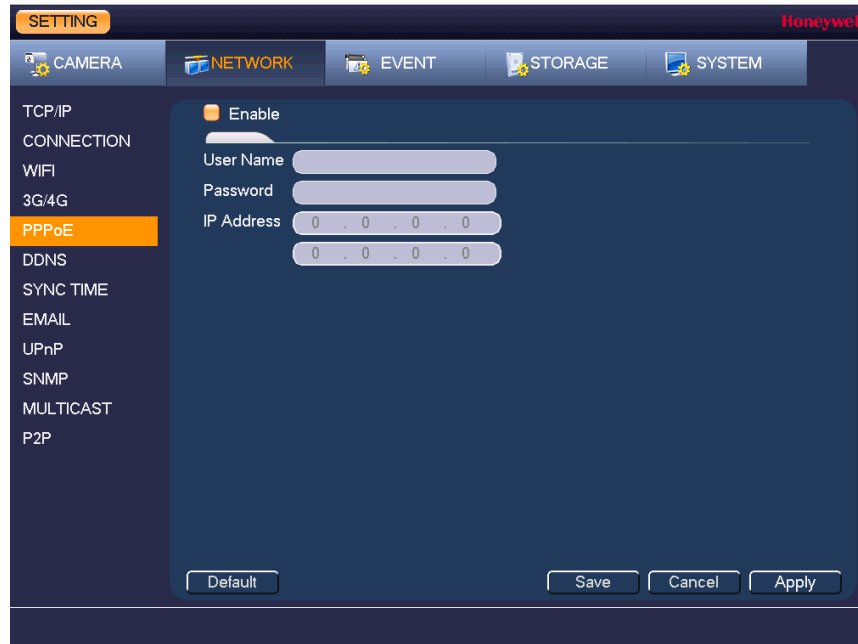 SETTING
Honeywel
CAMERA NETWORK EVENT STORAGE SYSTEM
TCP/IP
CONNECTION
WIFI
3G/4G
PPPoE
DDNS
SYNC TIME
EMAIL
UPnP
SNMP
MULTICAST
P2P
Enable
User Name
Password
IP Address 0 . 0 . 0 . 0
0 . 0 . 0 . 0
Default Save Cancel Apply